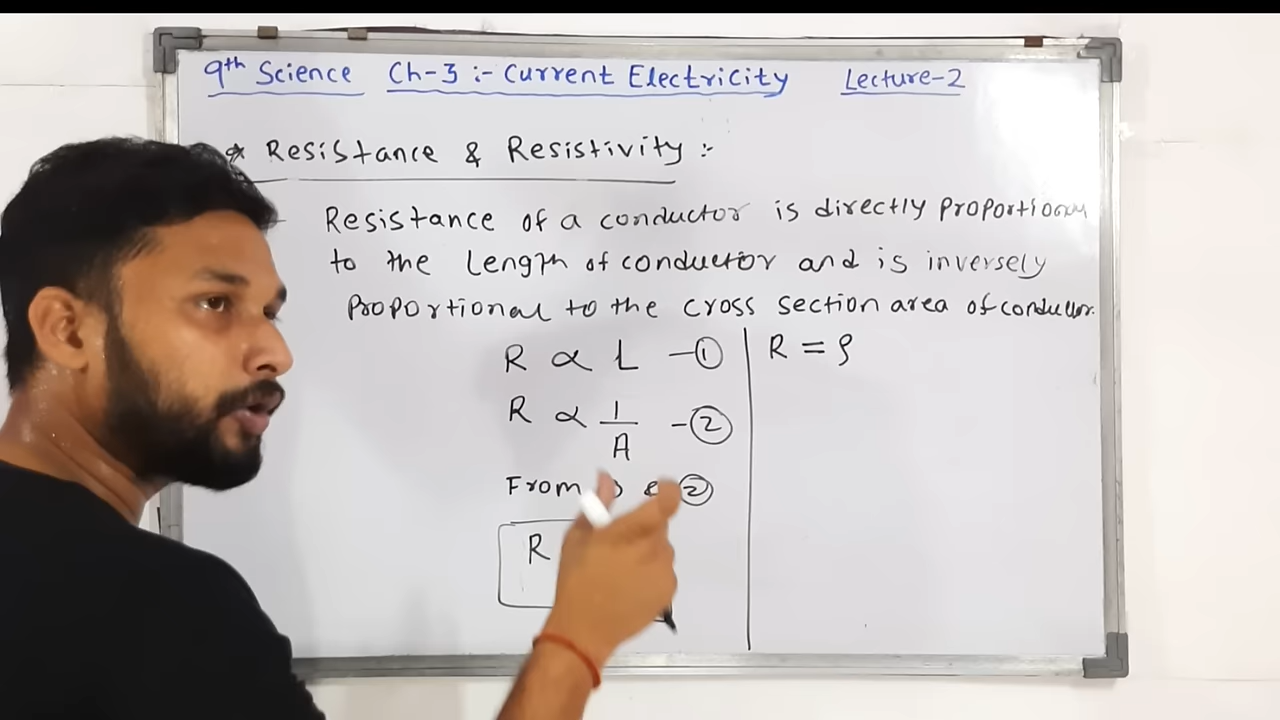 9th Science Ch-3 :- Current Electricity Lecture-2
* Resistance & Resistivity :-
Resistance of a conductor is directly proportional
to the Length of conductor and is inversely
proportional to the cross section area of conductor.
R ∝ L -①
R ∝ 1/A -②
From & ②
R
R = ρ